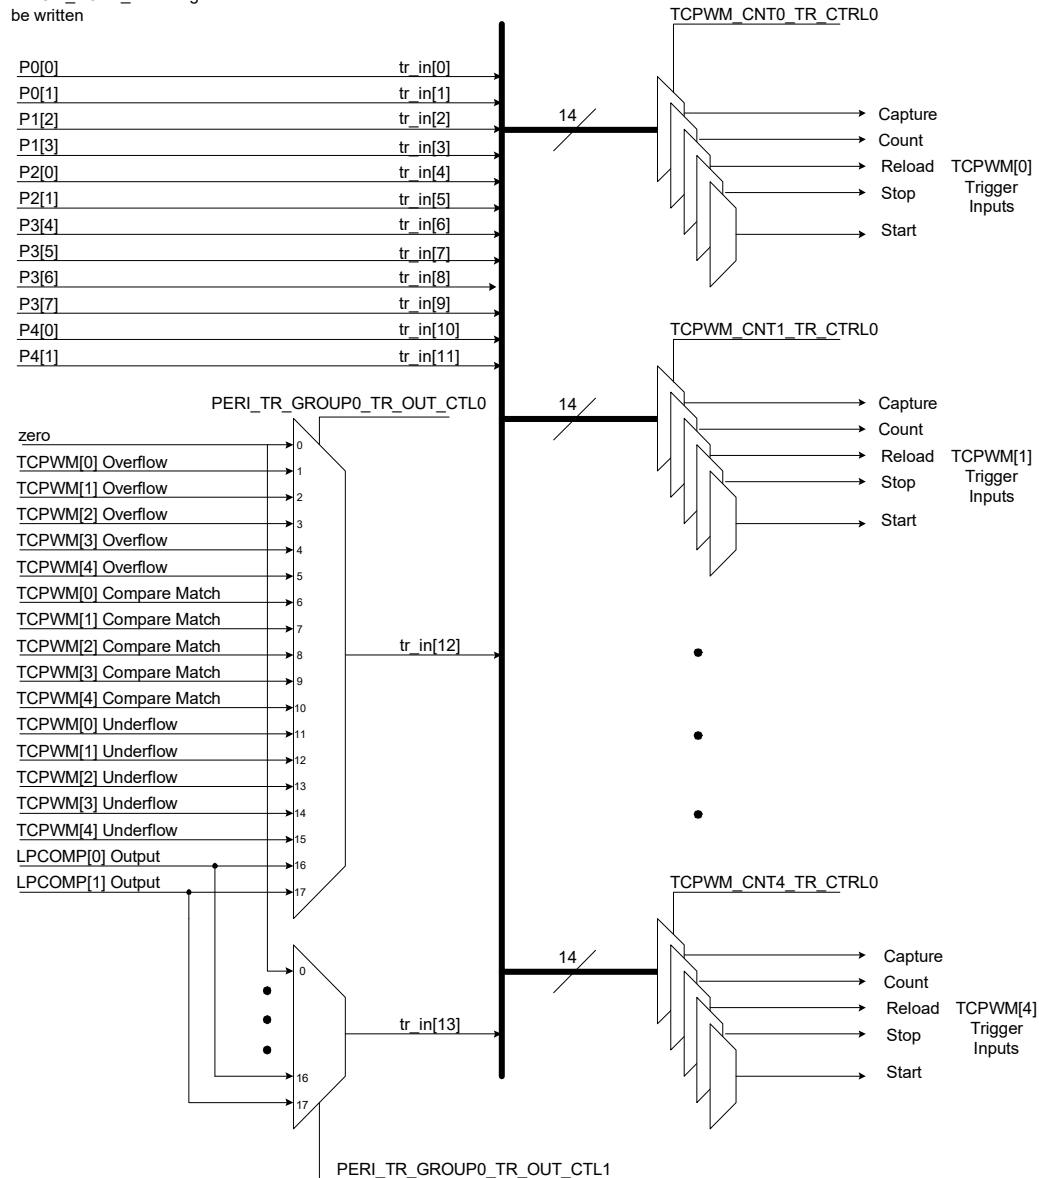 be written
TCPWM_CNT0_TR_CTRL0
P0[0] tr_in[0]
P0[1] tr_in[1]
P1[2] tr_in[2]
P1[3] tr_in[3]
P2[0] tr_in[4]
P2[1] tr_in[5]
P3[4] tr_in[6]
P3[5] tr_in[7]
P3[6] tr_in[8]
P3[7] tr_in[9]
P4[0] tr_in[10]
P4[1] tr_in[11]
14
Capture
Count
Reload
Stop
Start
TCPWM[0]
Trigger
Inputs
TCPWM_CNT1_TR_CTRL0
14
Capture
Count
Reload
Stop
Start
TCPWM[1]
Trigger
Inputs
PERI_TR_GROUP0_TR_OUT_CTL0
zero 0
TCPWM[0] Overflow 1
TCPWM[1] Overflow 2
TCPWM[2] Overflow 3
TCPWM[3] Overflow 4
TCPWM[4] Overflow 5
TCPWM[0] Compare Match 6
TCPWM[1] Compare Match 7
TCPWM[2] Compare Match 8
TCPWM[3] Compare Match 9
TCPWM[4] Compare Match 10
TCPWM[0] Underflow 11
TCPWM[1] Underflow 12
TCPWM[2] Underflow 13
TCPWM[3] Underflow 14
TCPWM[4] Underflow 15
LPCOMP[0] Output 16
LPCOMP[1] Output 17
tr_in[12]
TCPWM_CNT4_TR_CTRL0
14
Capture
Count
Reload
Stop
Start
TCPWM[4]
Trigger
Inputs
0
16
17
tr_in[13]
PERI_TR_GROUP0_TR_OUT_CTL1